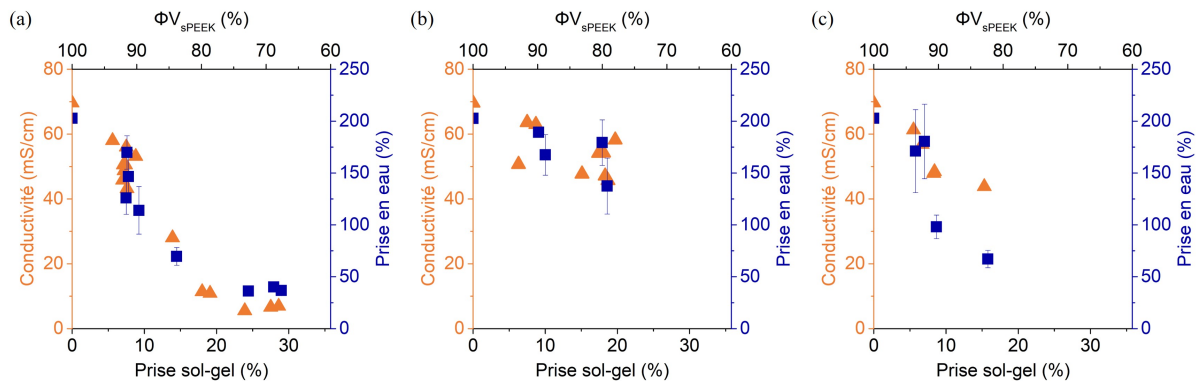 (a)
ΦV_sPEEK (%)
100 90 80 70 60
80 60 40 20 0
Conductivité (mS/cm)
250 200 150 100 50 0
Prise en eau (%)
0 10 20 30
Prise sol-gel (%)
(b)
ΦV_sPEEK (%)
100 90 80 70 60
80 60 40 20 0
Conductivité (mS/cm)
250 200 150 100 50 0
Prise en eau (%)
0 10 20 30
Prise sol-gel (%)
(c)
ΦV_sPEEK (%)
100 90 80 70 60
80 60 40 20 0
Conductivité (mS/cm)
250 200 150 100 50 0
Prise en eau (%)
0 10 20 30
Prise sol-gel (%)